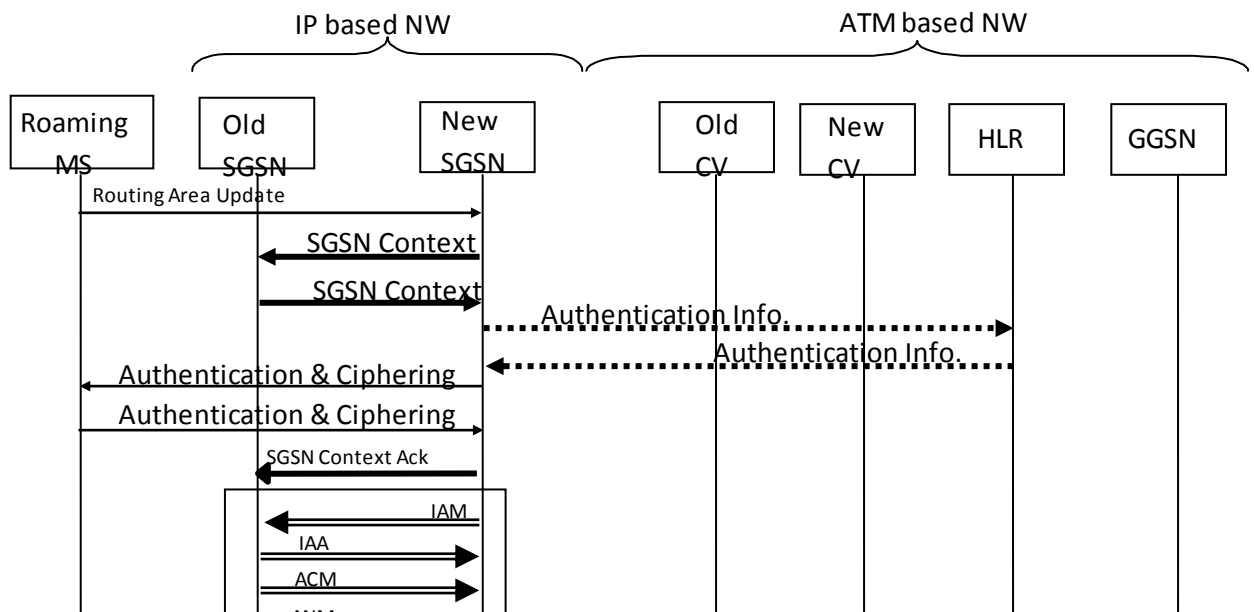 IP based NW
ATM based NW
Roaming
MS
Old
SGSN
New
SGSN
Old
CV
New
CV
HLR
GGSN
Routing Area Update
SGSN Context
SGSN Context
Authentication Info.
Authentication Info.
Authentication & Ciphering
Authentication & Ciphering
SGSN Context Ack
IAM
IAA
ACM